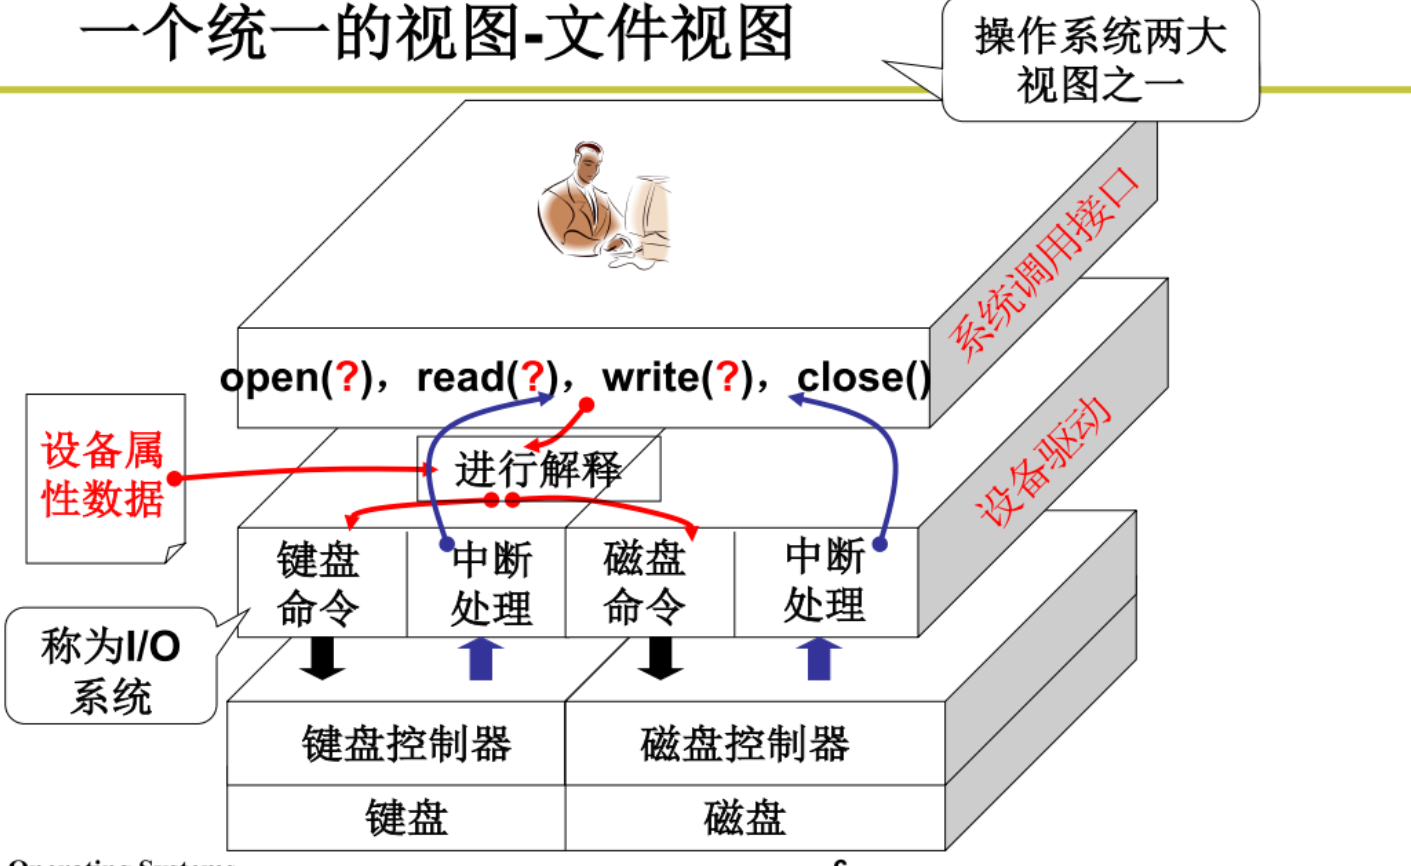 一个统一的视图-文件视图
操作系统两大
视图之一
系统调用接口
open(?)，read(?)，write(?)，close()
设备属
性数据
进行解释
设备驱动
键盘
命令
中断
处理
磁盘
命令
中断
处理
称为I/O
系统
键盘控制器
磁盘控制器
键盘
磁盘